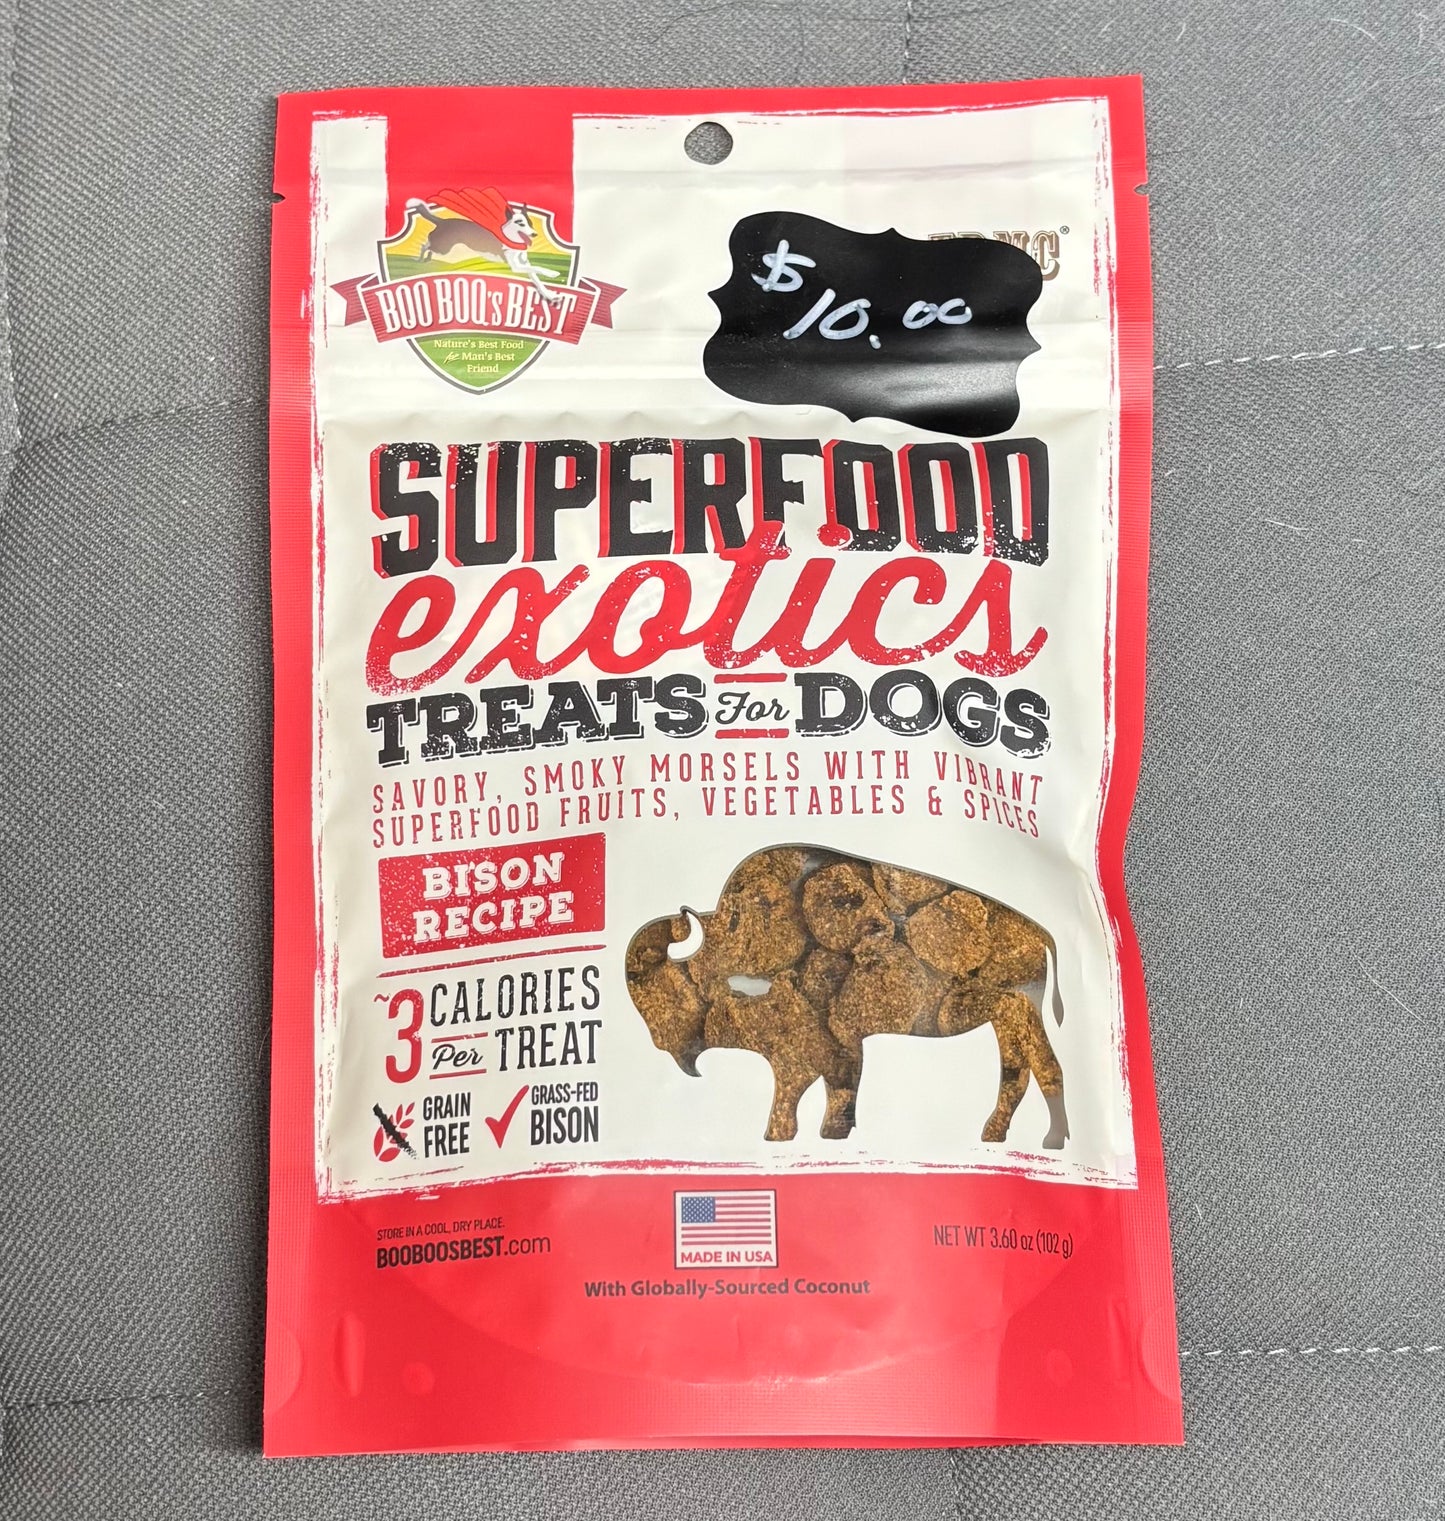 BOO BOO's BEST
Nature's Best Food
for Man's Best
Friend
$
10.00
SUPERFOOD
exotics
TREATS For DOGS
SAVORY, SMOKY MORSELS WITH VIBRANT
SUPERFOOD FRUITS, VEGETABLES & SPICES
BISON
RECIPE
~3 CALORIES
Per TREAT
GRAIN
FREE
GRASS-FED
BISON
STORE IN A COOL, DRY PLACE.
BOOBOOSBEST.com
MADE IN USA
NET WT 3.60 oz (102 g)
With Globally-Sourced Coconut